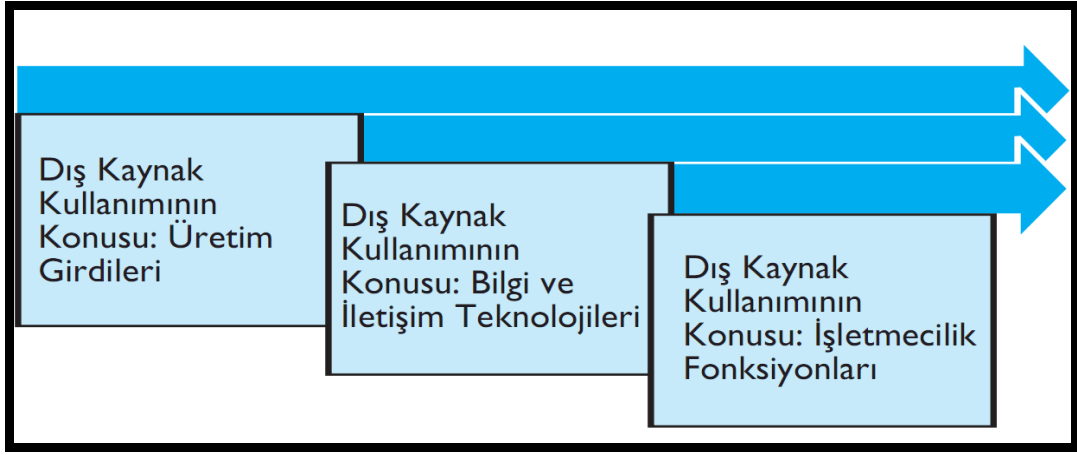 Dış Kaynak
Kullanımının
Konusu: Üretim
Girdileri
Dış Kaynak
Kullanımının
Konusu: Bilgi ve
İletişim Teknolojileri
Dış Kaynak
Kullanımının
Konusu: İşletmecilik
Fonksiyonları